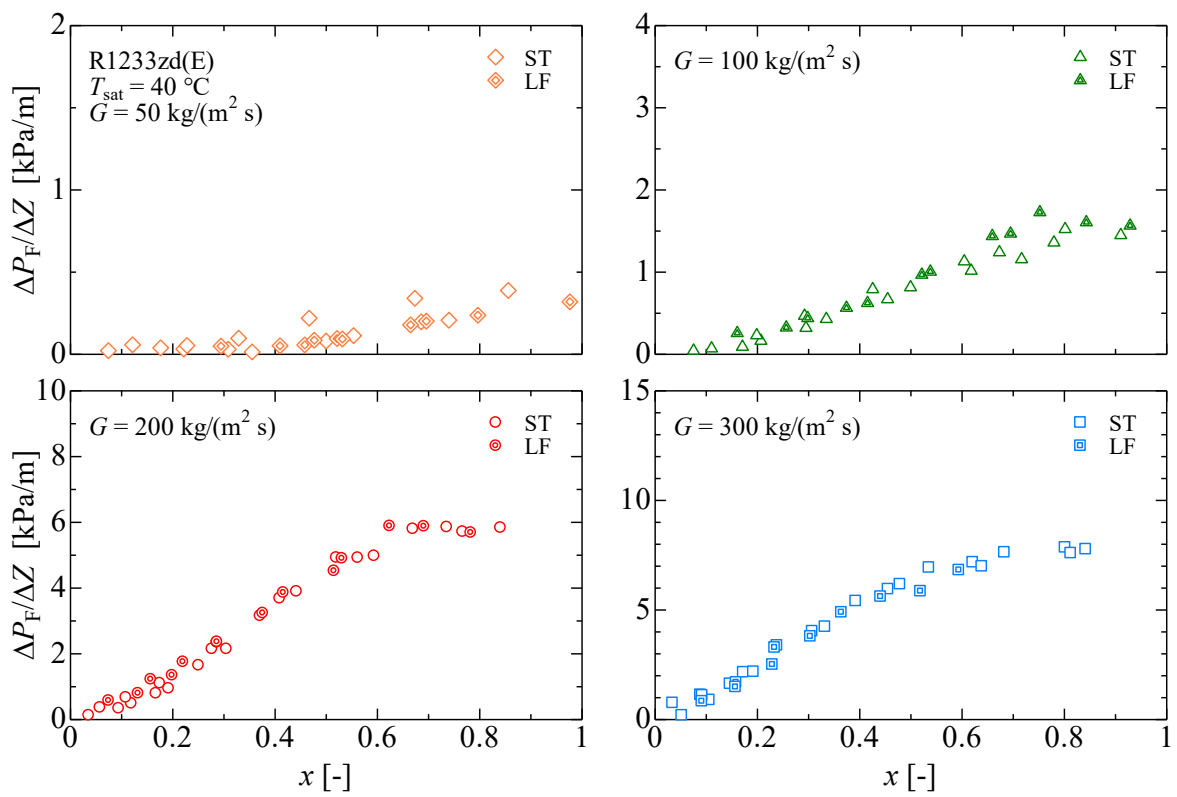 2
R1233zd(E)
T_sat = 40 °C
G = 50 kg/(m² s)
ST
LF
1
0
ΔP_F/ΔZ [kPa/m]
4
G = 100 kg/(m² s)
ST
LF
3
2
1
0
10
G = 200 kg/(m² s)
ST
LF
8
6
4
2
0
ΔP_F/ΔZ [kPa/m]
0 0.2 0.4 0.6 0.8 1
x [-]
15
G = 300 kg/(m² s)
ST
LF
10
5
0
0 0.2 0.4 0.6 0.8 1
x [-]